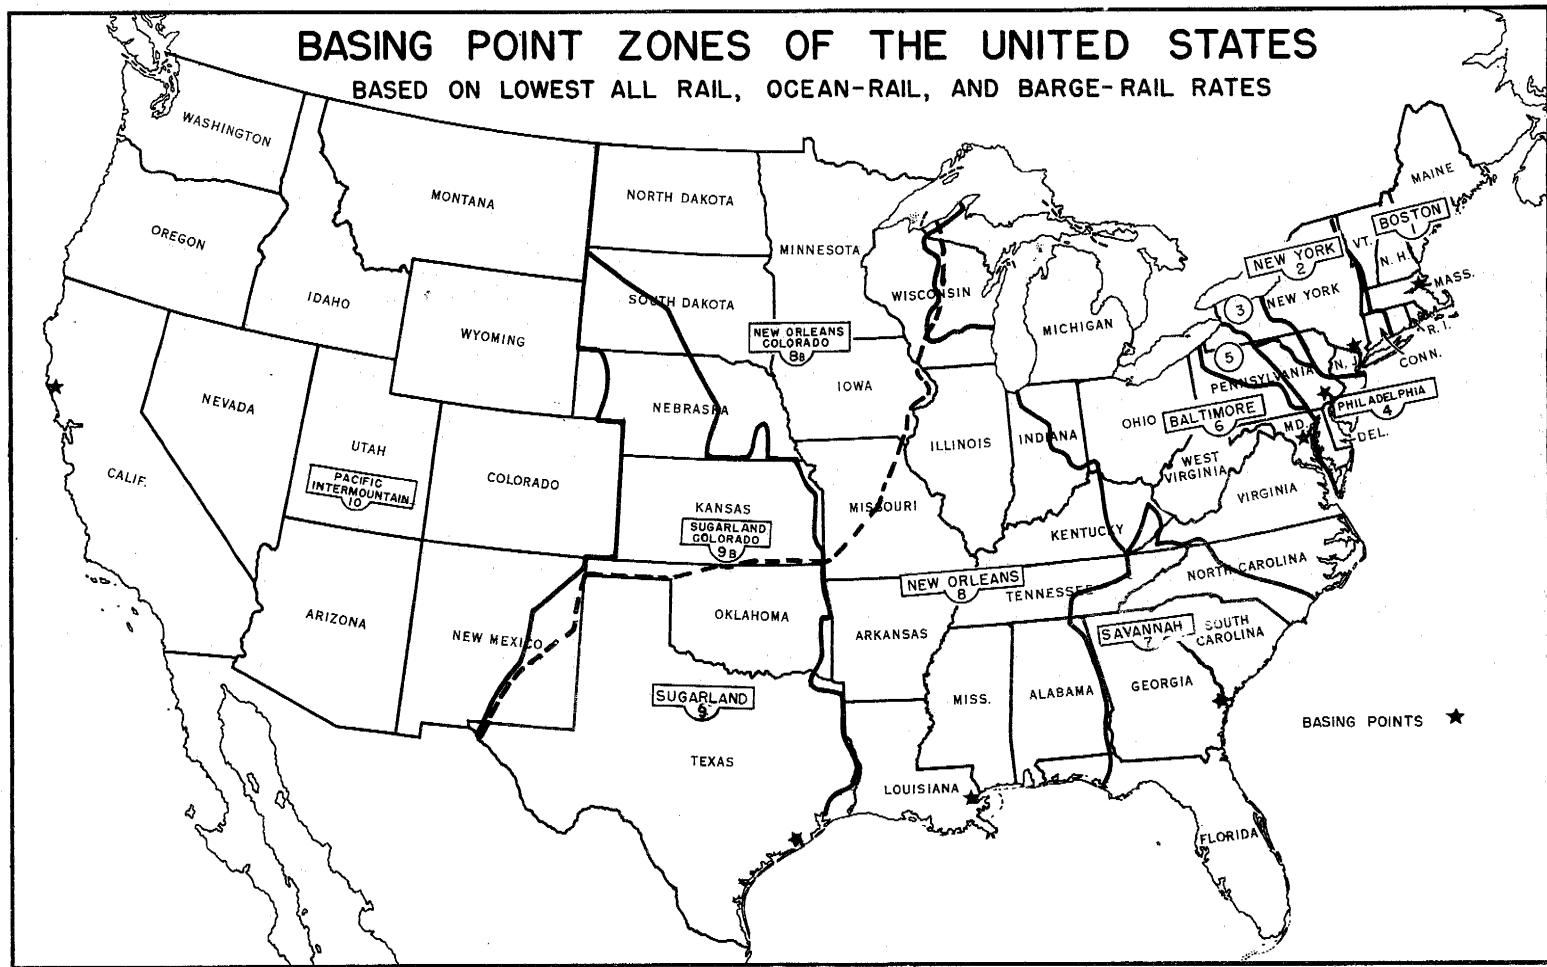 BASING POINT ZONES OF THE UNITED STATES
BASED ON LOWEST ALL RAIL, OCEAN-RAIL, AND BARGE-RAIL RATES
WASHINGTON
MONTANA
NORTH DAKOTA
MINNESOTA
MAINE
OREGON
IDAHO
WYOMING
SOUTH DAKOTA
WISCONSIN
MICHIGAN
VT.
BOSTON
1
N. H.
NEW YORK
2
NEW YORK
MASS.
R. I.
CONN.
3
5
PENNSYLVANIA
N. J.
PHILADELPHIA
4
NEW ORLEANS
COLORADO
8B
IOWA
NEBRASKA
NEVADA
UTAH
CALIF.
PACIFIC
INTERMOUNTAIN
10
COLORADO
KANSAS
SUGARLAND
COLORADO
9B
MISSOURI
ILLINOIS
INDIANA
OHIO
BALTIMORE
6
MD.
DEL.
WEST
VIRGINIA
VIRGINIA
KENTUCKY
NEW ORLEANS
8
TENNESSEE
NORTH CAROLINA
ARIZONA
NEW MEXICO
OKLAHOMA
ARKANSAS
SAVANNAH
7
SOUTH
CAROLINA
SUGARLAND
9
TEXAS
MISS.
ALABAMA
GEORGIA
LOUISIANA
FLORIDA
BASING POINTS